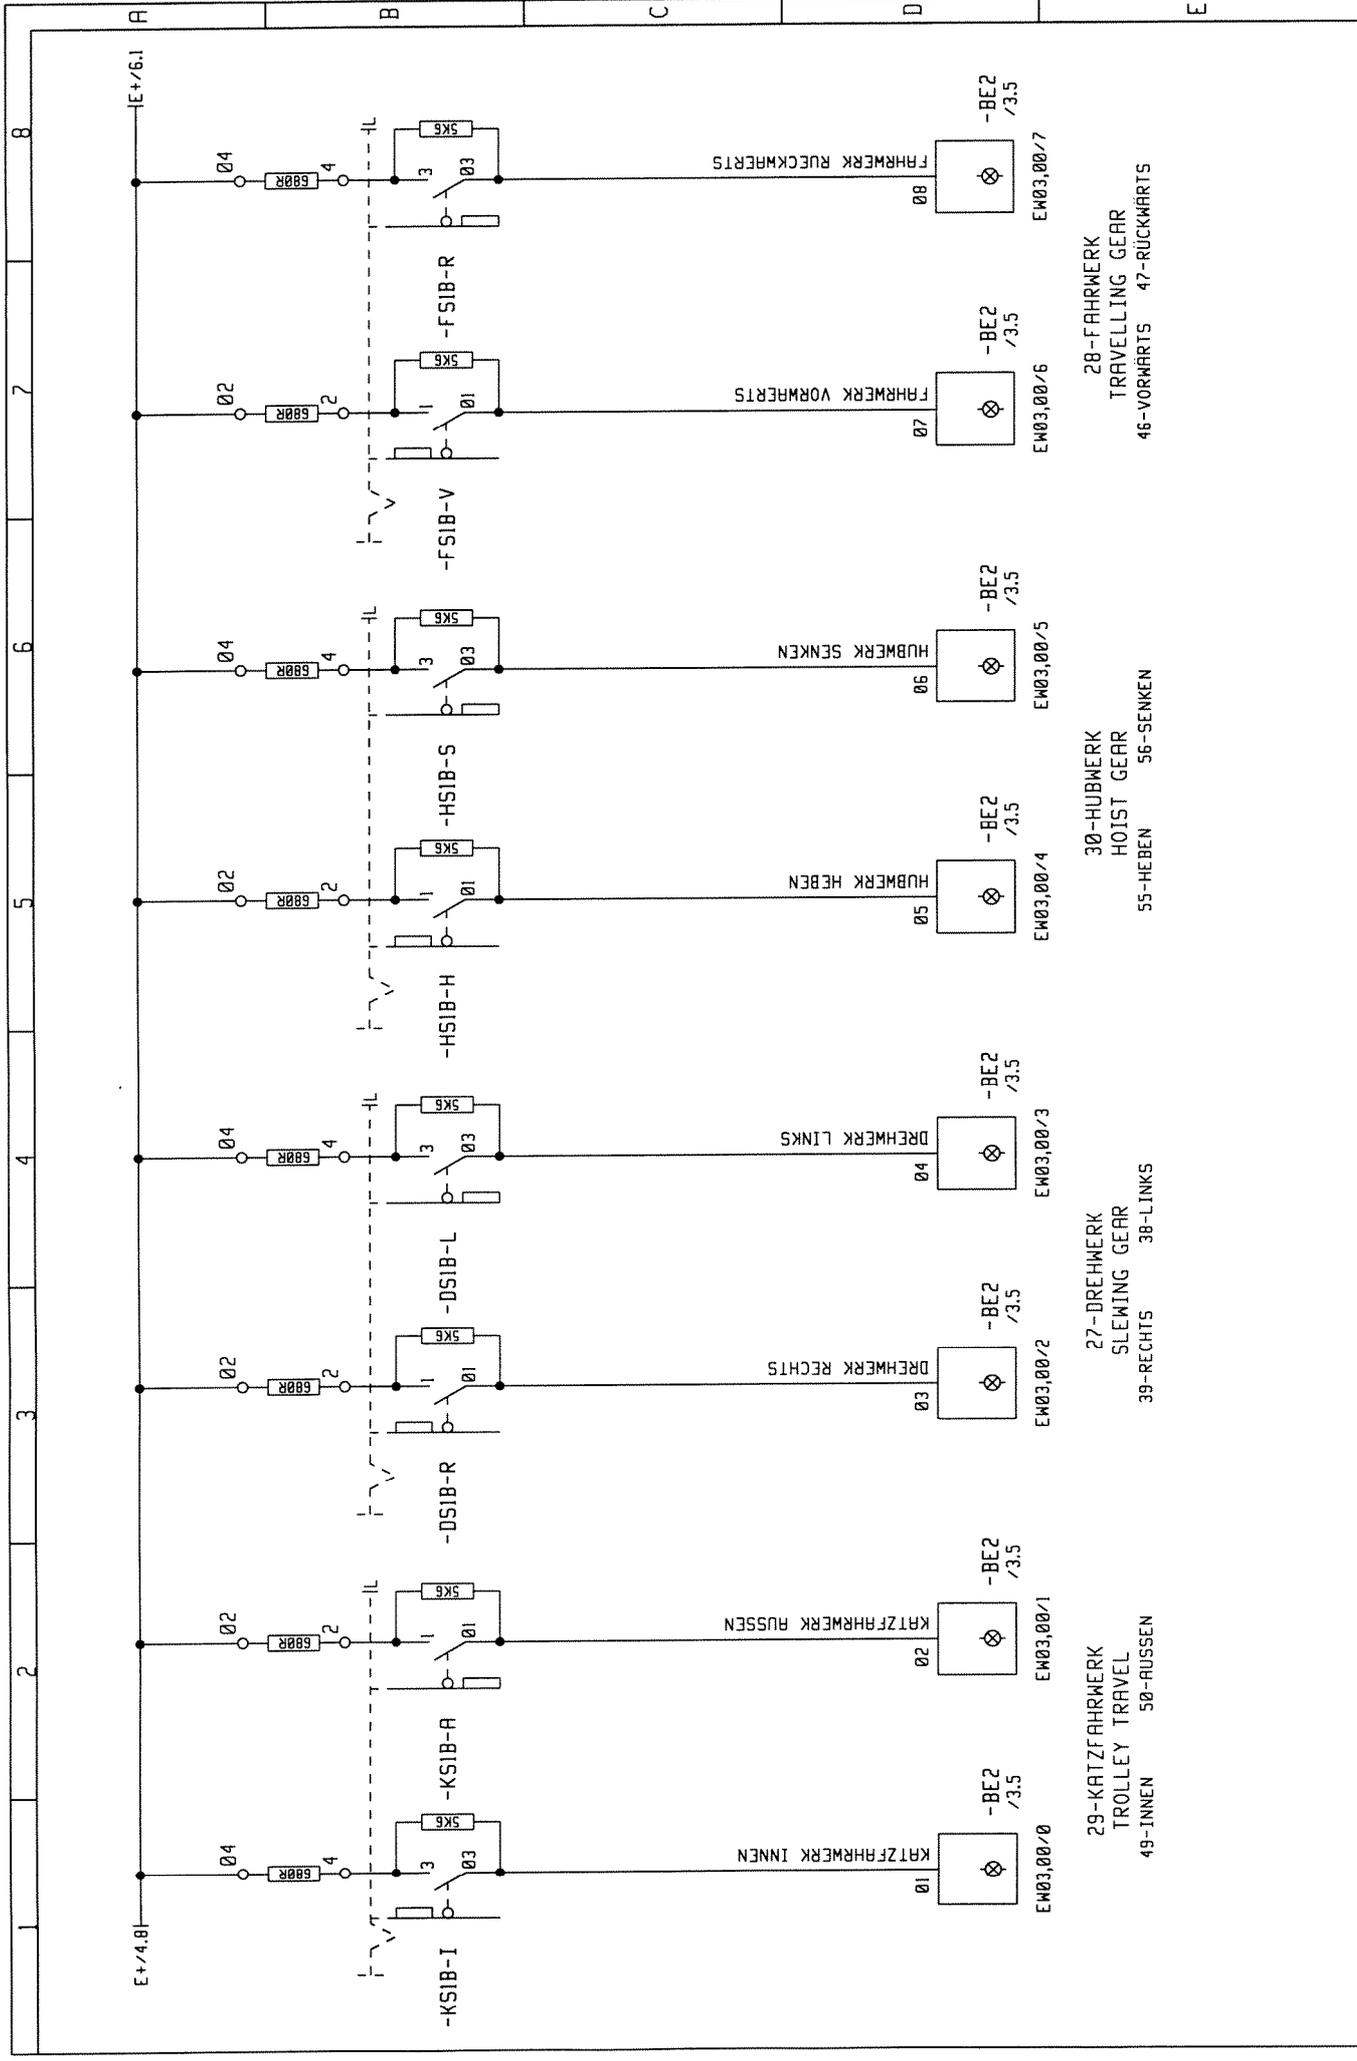 1 2 3 4 5 6 7 8
A
B
C
D
E
E+/4.8
E+/6.1
04 02 02 04 02 04 02 04
680R 680R 680R 680R 680R 680R 680R 680R
4 2 2 4 2 4 2 4
L L L L
-KS1B-I -KS1B-A -DS1B-R -DS1B-L -HS1B-H -HS1B-S -FS1B-V -FS1B-R
3 1 1 3 1 3 1 3
03 01 01 03 01 03 01 03
5K6 5K6 5K6 5K6 5K6 5K6 5K6 5K6
KATZFAHRWERK INNEN
KATZFAHRWERK AUSSEN
DREHWERK RECHTS
DREHWERK LINKS
HUBWERK HEBEN
HUBWERK SENKEN
FAHRWERK VORWAERTS
FAHRWERK RUECKWAERTS
01 02 03 04 05 06 07 08
-BE2 -BE2 -BE2 -BE2 -BE2 -BE2 -BE2 -BE2
/3.5 /3.5 /3.5 /3.5 /3.5 /3.5 /3.5 /3.5
EW03,00/0 EW03,00/1 EW03,00/2 EW03,00/3 EW03,00/4 EW03,00/5 EW03,00/6 EW03,00/7
29-KATZFAHRWERK
TROLLEY TRAVEL
49-INNEN 50-AUSSEN
27-DREHWERK
SLEWING GEAR
39-RECHTS 38-LINKS
30-HUBWERK
HOIST GEAR
55-HEBEN 56-SENKEN
28-FAHRWERK
TRAVELLING GEAR
46-VORWÄRTS 47-RÜCKWÄRTS